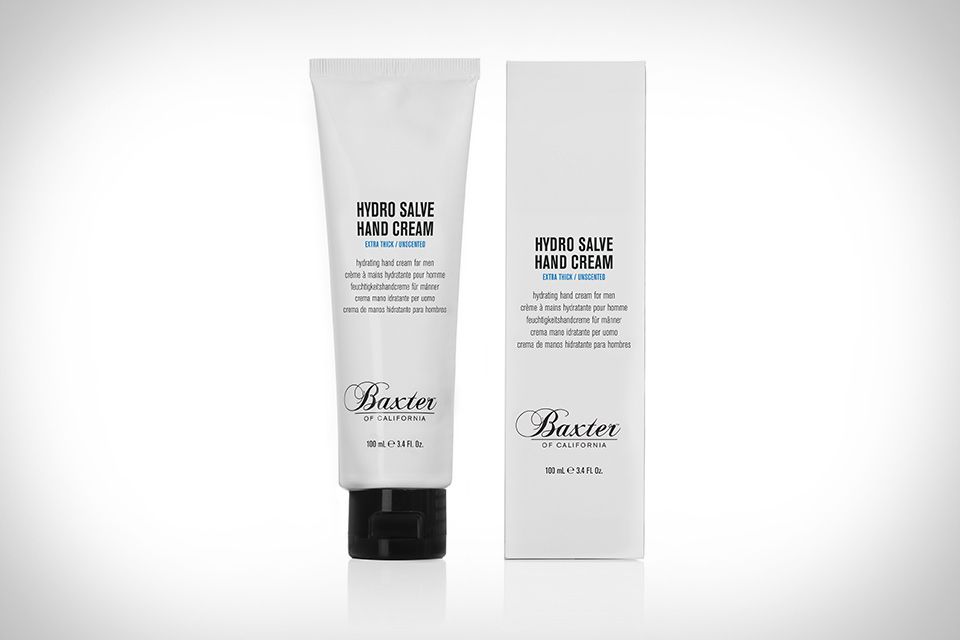 HYDRO SALVE
HAND CREAM
EXTRA THICK / UNSCENTED
hydrating hand cream for men
crème à mains hydratante pour homme
feuchtigkeitshandcreme für männer
crema mano idratante per uomo
crema de manos hidratante para hombres
Baxter
OF CALIFORNIA
100 mL ℮ 3.4 FL. Oz.
HYDRO SALVE
HAND CREAM
EXTRA THICK / UNSCENTED
hydrating hand cream for men
crème à mains hydratante pour homme
feuchtigkeitshandcreme für männer
crema mano idratante per uomo
crema de manos hidratante para hombres
Baxter
OF CALIFORNIA
100 mL ℮ 3.4 FL Oz.